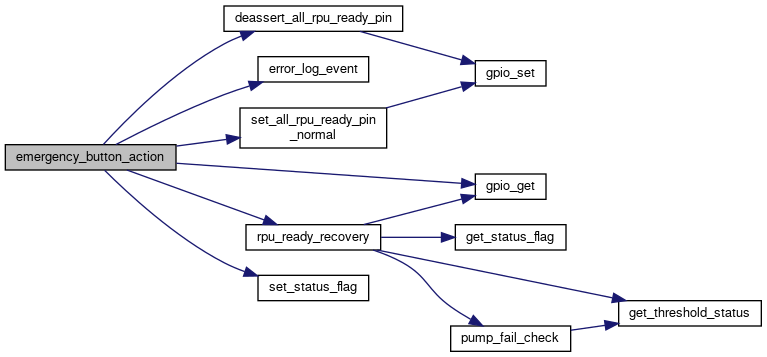 deassert_all_rpu_ready_pin
error_log_event
gpio_set
set_all_rpu_ready_pin
_normal
emergency_button_action
gpio_get
rpu_ready_recovery
get_status_flag
set_status_flag
get_threshold_status
pump_fail_check